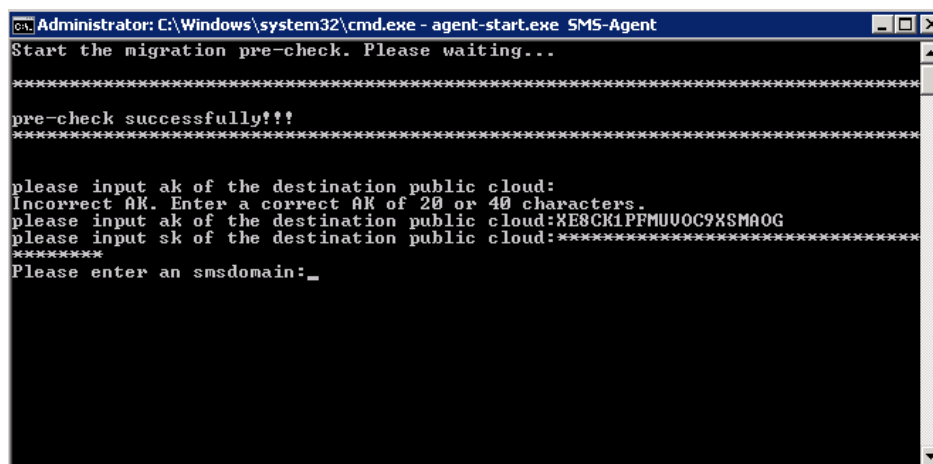 Administrator: C:\Windows\system32\cmd.exe - agent-start.exe SMS-Agent
Start the migration pre-check. Please waiting...
*****************************************************************************
pre-check successfully!!!
*****************************************************************************
please input ak of the destination public cloud:
Incorrect AK. Enter a correct AK of 20 or 40 characters.
please input ak of the destination public cloud:XE8CK1PFMUVOC9XSMAOG
please input sk of the destination public cloud:********************************
********
Please enter an smsdomain:_